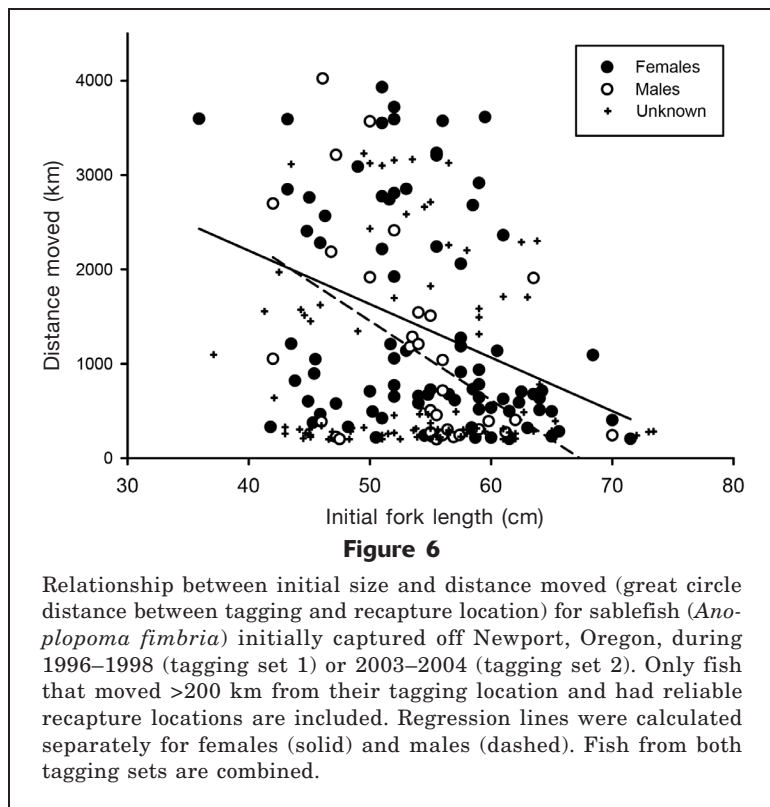 Females
Males
Unknown
4000
3000
2000
1000
0
Distance moved (km)
30 40 50 60 70 80
Initial fork length (cm)
Figure 6
Relationship between initial size and distance moved (great circle
distance between tagging and recapture location) for sablefish (Ano-
plopoma fimbria) initially captured off Newport, Oregon, during
1996–1998 (tagging set 1) or 2003–2004 (tagging set 2). Only fish
that moved >200 km from their tagging location and had reliable
recapture locations are included. Regression lines were calculated
separately for females (solid) and males (dashed). Fish from both
tagging sets are combined.